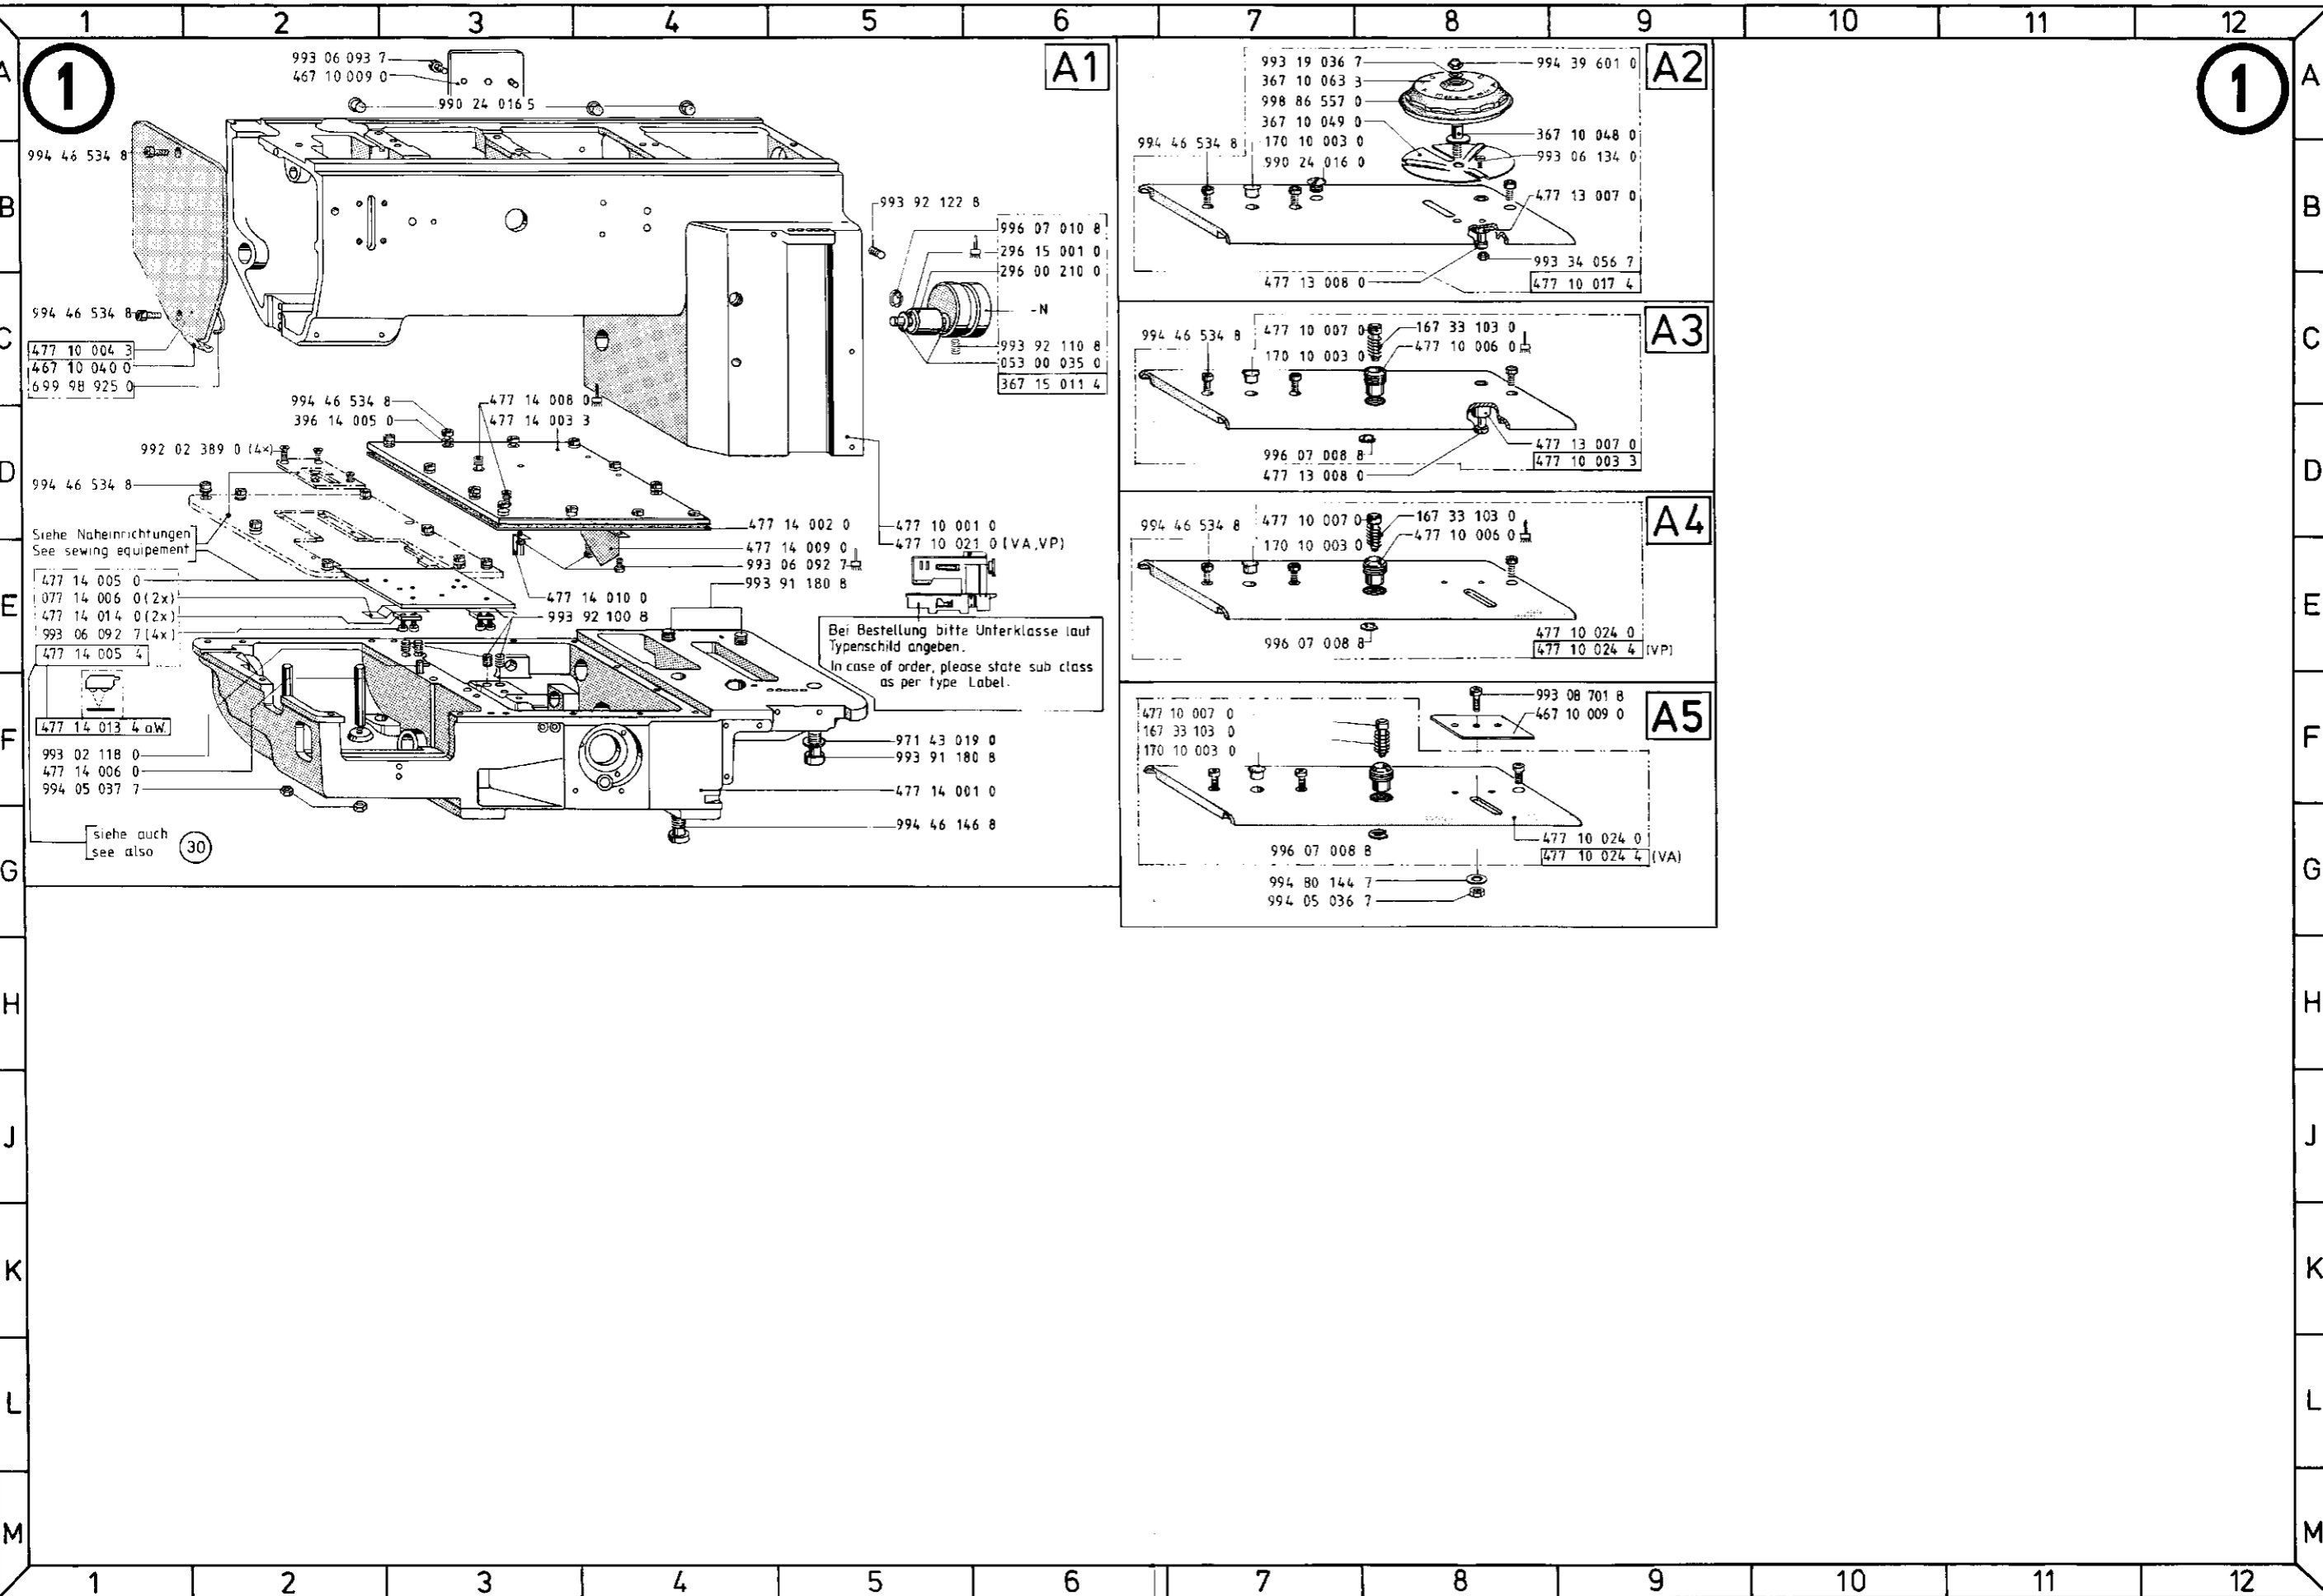 1 2 3 4 5 6 7 8 9 10 11 12
A B C D E F G H J K L M
1
A1
993 06 093 7
467 10 009 0
990 24 016 5
994 46 534 8
994 46 534 8
477 10 004 3
467 10 040 0
699 98 925 0
993 92 122 8
996 07 010 8
296 15 001 0
296 00 210 0
-N
993 92 110 8
053 00 035 0
367 15 011 4
994 46 534 8
396 14 005 0
477 14 008 0
477 14 003 3
992 02 389 0 (4x)
994 46 534 8
Siehe Naheinrichtungen
See sewing equipement
477 14 002 0
477 14 009 0
993 06 092 7
993 91 180 8
477 10 001 0
477 10 021 0 (VA,VP)
477 14 005 0
077 14 006 0 (2x)
477 14 014 0 (2x)
993 06 092 7 (4x)
477 14 005 4
477 14 010 0
993 92 100 8
Bei Bestellung bitte Unterklasse laut
Typenschild angeben.
In case of order, please state sub class
as per type Label.
477 14 013 4 a.W.
993 02 118 0
477 14 006 0
994 05 037 7
971 43 019 0
993 91 180 8
477 14 001 0
994 46 146 8
siehe auch
see also
30
A2
993 19 036 7
367 10 063 3
998 86 557 0
367 10 049 0
170 10 003 0
990 24 016 0
994 46 534 8
994 39 601 0
367 10 048 0
993 06 134 0
477 13 007 0
993 34 056 7
477 13 008 0
477 10 017 4
A3
994 46 534 8
477 10 007 0
170 10 003 0
167 33 103 0
477 10 006 0
996 07 008 8
477 13 008 0
477 13 007 0
477 10 003 3
A4
994 46 534 8
477 10 007 0
170 10 003 0
167 33 103 0
477 10 006 0
996 07 008 8
477 10 024 0
477 10 024 4 (VP)
A5
477 10 007 0
167 33 103 0
170 10 003 0
993 08 701 8
467 10 009 0
996 07 008 8
477 10 024 0
477 10 024 4 (VA)
994 80 144 7
994 05 036 7
1
A B C D E F G H J K L M
1 2 3 4 5 6 7 8 9 10 11 12